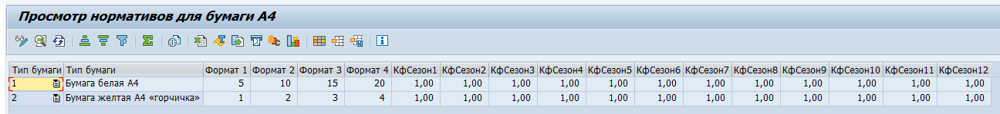 Просмотр нормативов для бумаги А4
Тип бумаги Тип бумаги Формат 1 Формат 2 Формат 3 Формат 4 КфСезон1 КфСезон2 КфСезон3 КфСезон4 КфСезон5 КфСезон6 КфСезон7 КфСезон8 КфСезон9 КфСезон10 КфСезон11 КфСезон12
1 Бумага белая А4 5 10 15 20 1,00 1,00 1,00 1,00 1,00 1,00 1,00 1,00 1,00 1,00 1,00 1,00
2 Бумага желтая А4 «горчичка» 1 2 3 4 1,00 1,00 1,00 1,00 1,00 1,00 1,00 1,00 1,00 1,00 1,00 1,00